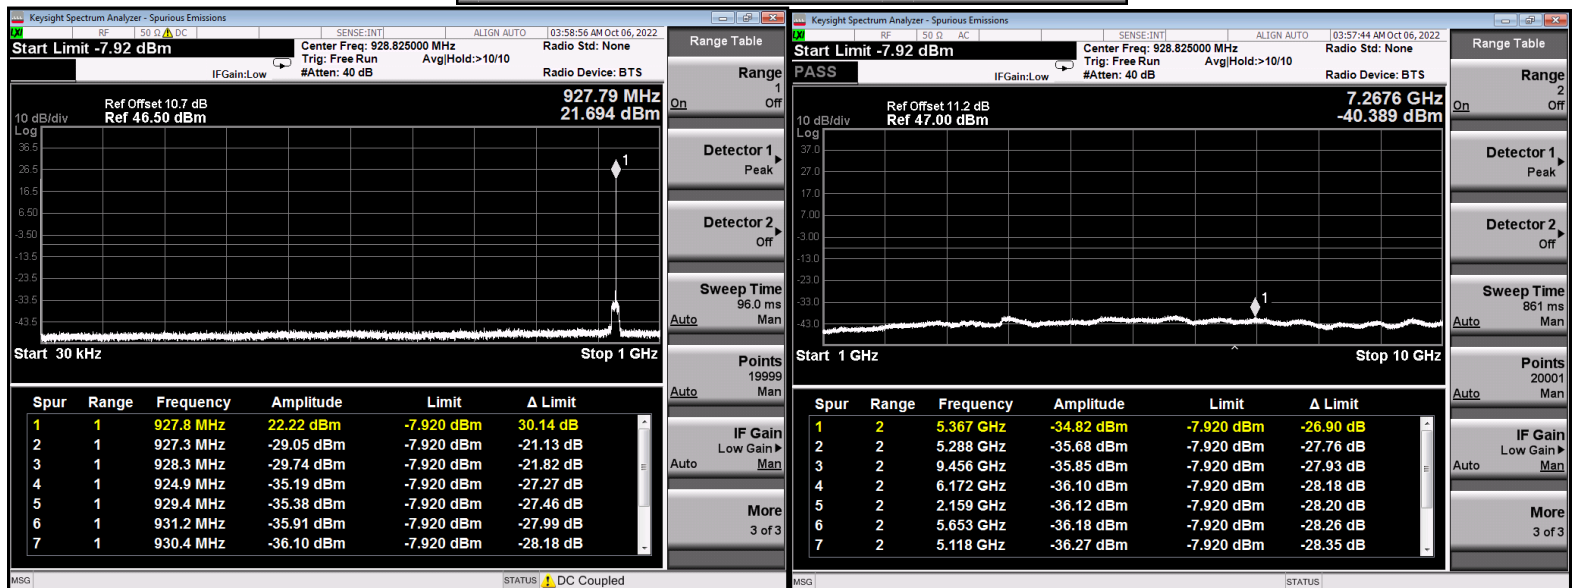 Keysight Spectrum Analyzer - Spurious Emissions
LXI RF 50 Ω DC SENSE:INT ALIGN AUTO 03:58:56 AM Oct 06, 2022
Start Limit -7.92 dBm
Center Freq: 928.825000 MHz
Radio Std: None
Trig: Free Run Avg|Hold:>10/10
IFGain:Low #Atten: 40 dB Radio Device: BTS
927.79 MHz
21.694 dBm
Ref Offset 10.7 dB
10 dB/div Ref 46.50 dBm
Log
36.5
26.5
16.5
6.50
-3.50
-13.5
-23.5
-33.5
-43.5
1
Start 30 kHz Stop 1 GHz
Spur Range Frequency Amplitude Limit Δ Limit
1 1 927.8 MHz 22.22 dBm -7.920 dBm 30.14 dB
2 1 927.3 MHz -29.05 dBm -7.920 dBm -21.13 dB
3 1 928.3 MHz -29.74 dBm -7.920 dBm -21.82 dB
4 1 924.9 MHz -35.19 dBm -7.920 dBm -27.27 dB
5 1 929.4 MHz -35.38 dBm -7.920 dBm -27.46 dB
6 1 931.2 MHz -35.91 dBm -7.920 dBm -27.99 dB
7 1 930.4 MHz -36.10 dBm -7.920 dBm -28.18 dB
MSG STATUS DC Coupled
Range Table
Range
1
On Off
Detector 1
Peak
Detector 2
Off
Sweep Time
96.0 ms
Auto Man
Points
19999
Auto Man
IF Gain
Low Gain
Auto Man
More
3 of 3
Keysight Spectrum Analyzer - Spurious Emissions
LXI RF 50 Ω AC SENSE:INT ALIGN AUTO 03:57:44 AM Oct 06, 2022
Start Limit -7.92 dBm
Center Freq: 928.825000 MHz
Radio Std: None
PASS
Trig: Free Run Avg|Hold:>10/10
IFGain:Low #Atten: 40 dB Radio Device: BTS
7.2676 GHz
-40.389 dBm
Ref Offset 11.2 dB
10 dB/div Ref 47.00 dBm
Log
37.0
27.0
17.0
7.00
-3.00
-13.0
-23.0
-33.0
-43.0
1
Start 1 GHz Stop 10 GHz
Spur Range Frequency Amplitude Limit Δ Limit
1 2 5.367 GHz -34.82 dBm -7.920 dBm -26.90 dB
2 2 5.288 GHz -35.68 dBm -7.920 dBm -27.76 dB
3 2 9.456 GHz -35.85 dBm -7.920 dBm -27.93 dB
4 2 6.172 GHz -36.10 dBm -7.920 dBm -28.18 dB
5 2 2.159 GHz -36.12 dBm -7.920 dBm -28.20 dB
6 2 5.653 GHz -36.18 dBm -7.920 dBm -28.26 dB
7 2 5.118 GHz -36.27 dBm -7.920 dBm -28.35 dB
MSG STATUS
Range Table
Range
2
On Off
Detector 1
Peak
Detector 2
Off
Sweep Time
861 ms
Auto Man
Points
20001
Auto Man
IF Gain
Low Gain
Auto Man
More
3 of 3